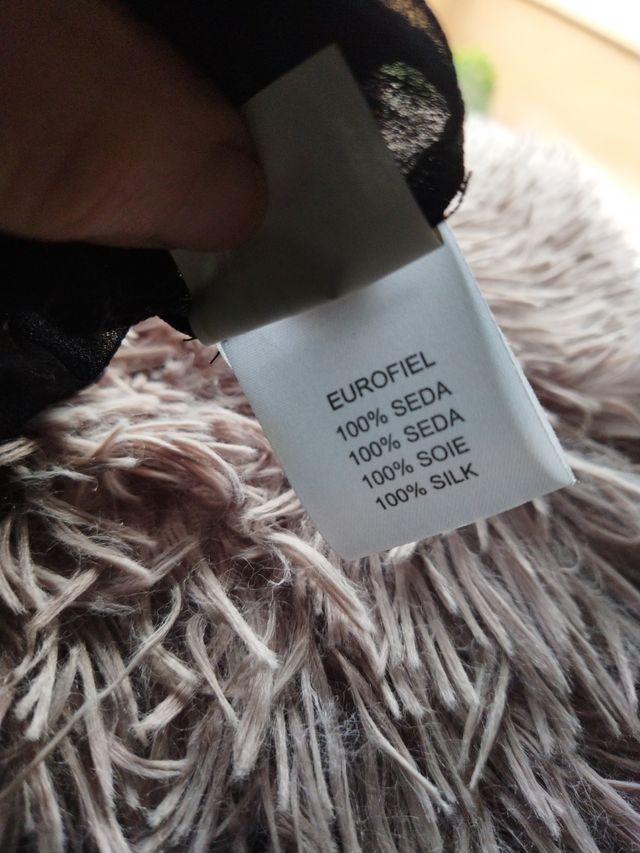 EUROFIEL
100% SEDA
100% SEDA
100% SOIE
100% SILK